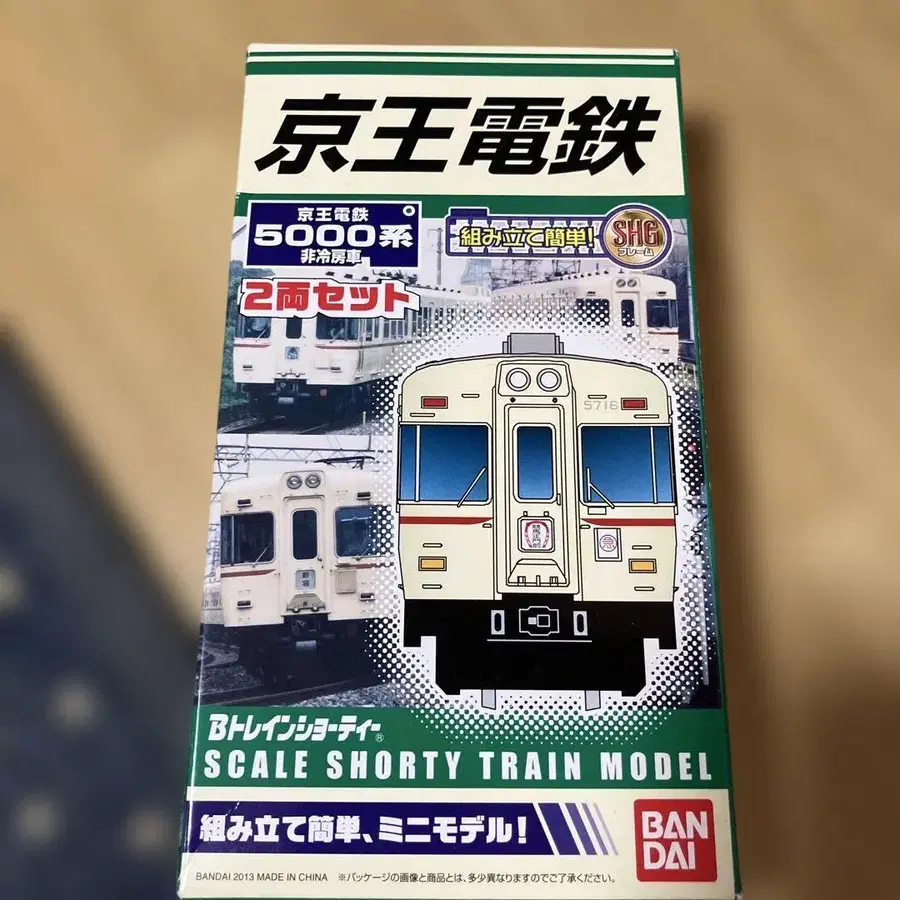 京王電鉄
京王電鉄
5000系
非冷房車
組み立て簡単!
SHG
フレーム
2両セット
5716
急
Bトレインショーティー®
SCALE SHORTY TRAIN MODEL
組み立て簡単、ミニモデル!
BAN
DAI
BANDAI 2013 MADE IN CHINA ※パッケージの画像と商品とは、多少異なりますのでご了承ください。